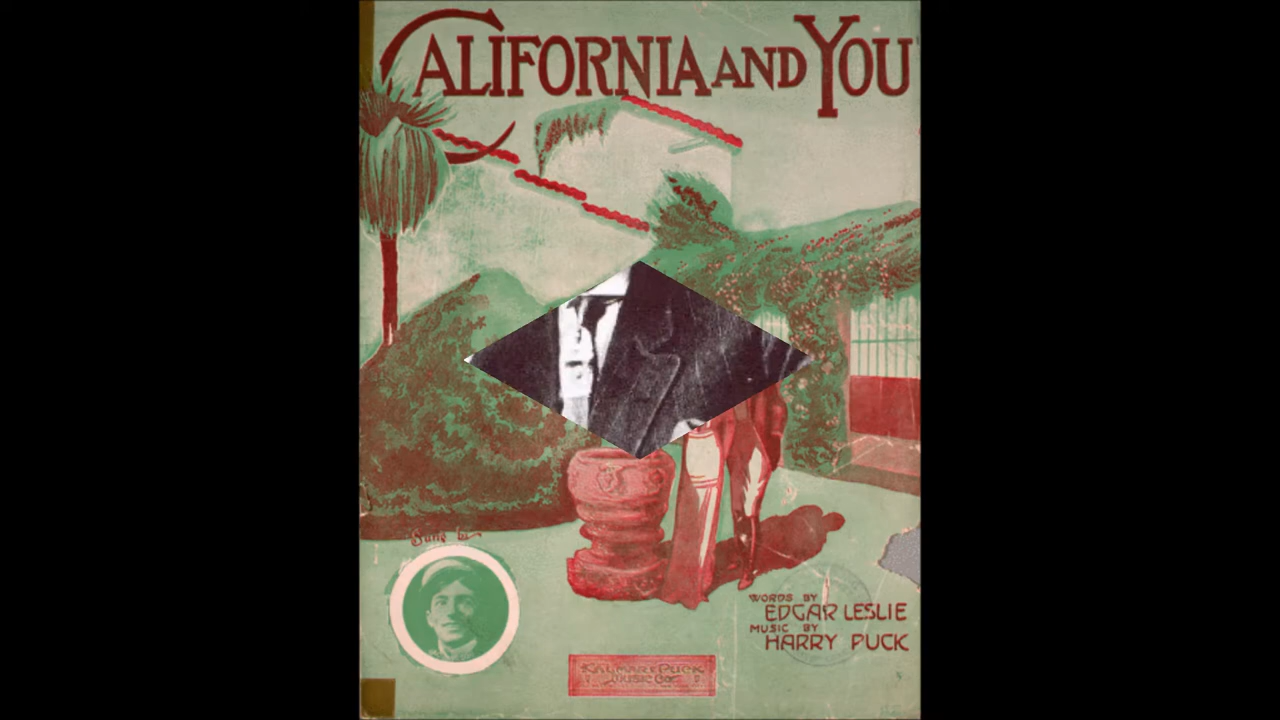 CALIFORNIA AND YOU
Sung by
WORDS BY
EDGAR LESLIE
MUSIC BY
HARRY PUCK
KALMAR & PUCK
MUSIC CO.